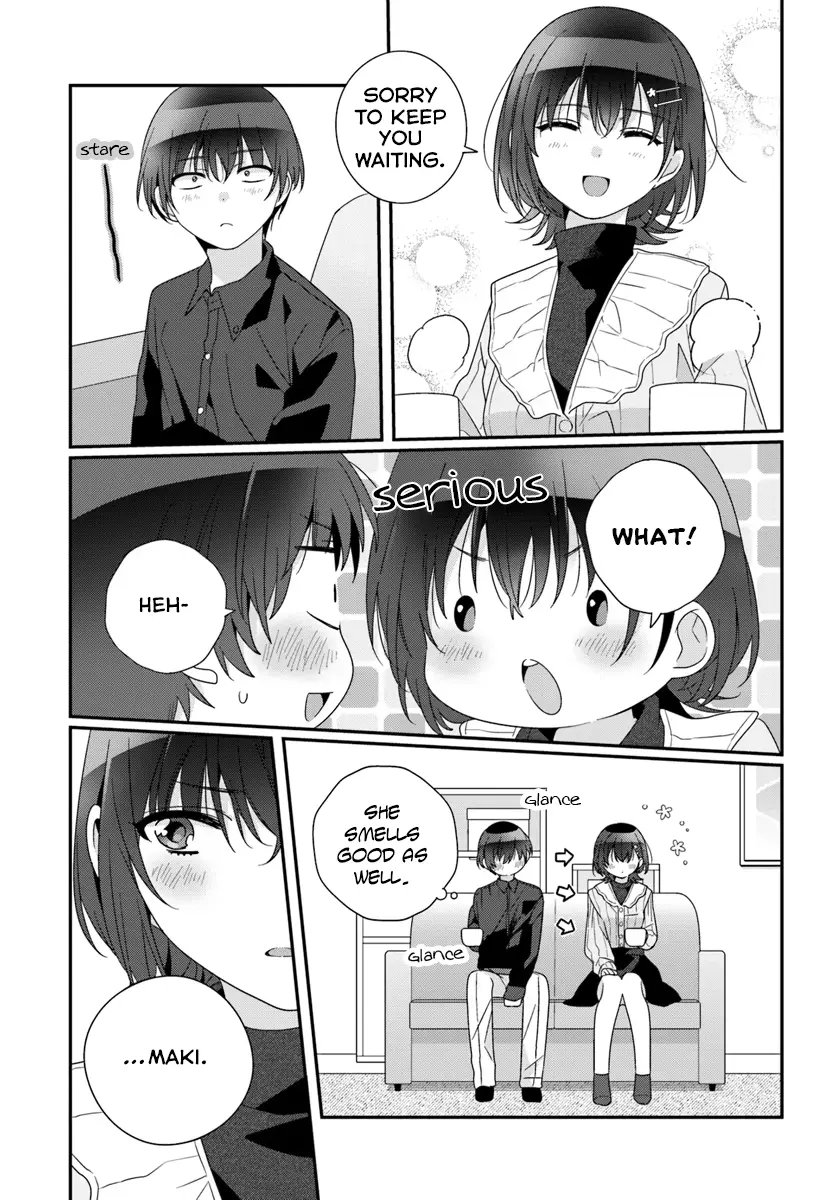 SORRY
TO KEEP
YOU
WAITING.
stare
serious
WHAT!
HEH-
Glance
SHE
SMELLS
GOOD AS
WELL.
Glance
...MAKI.